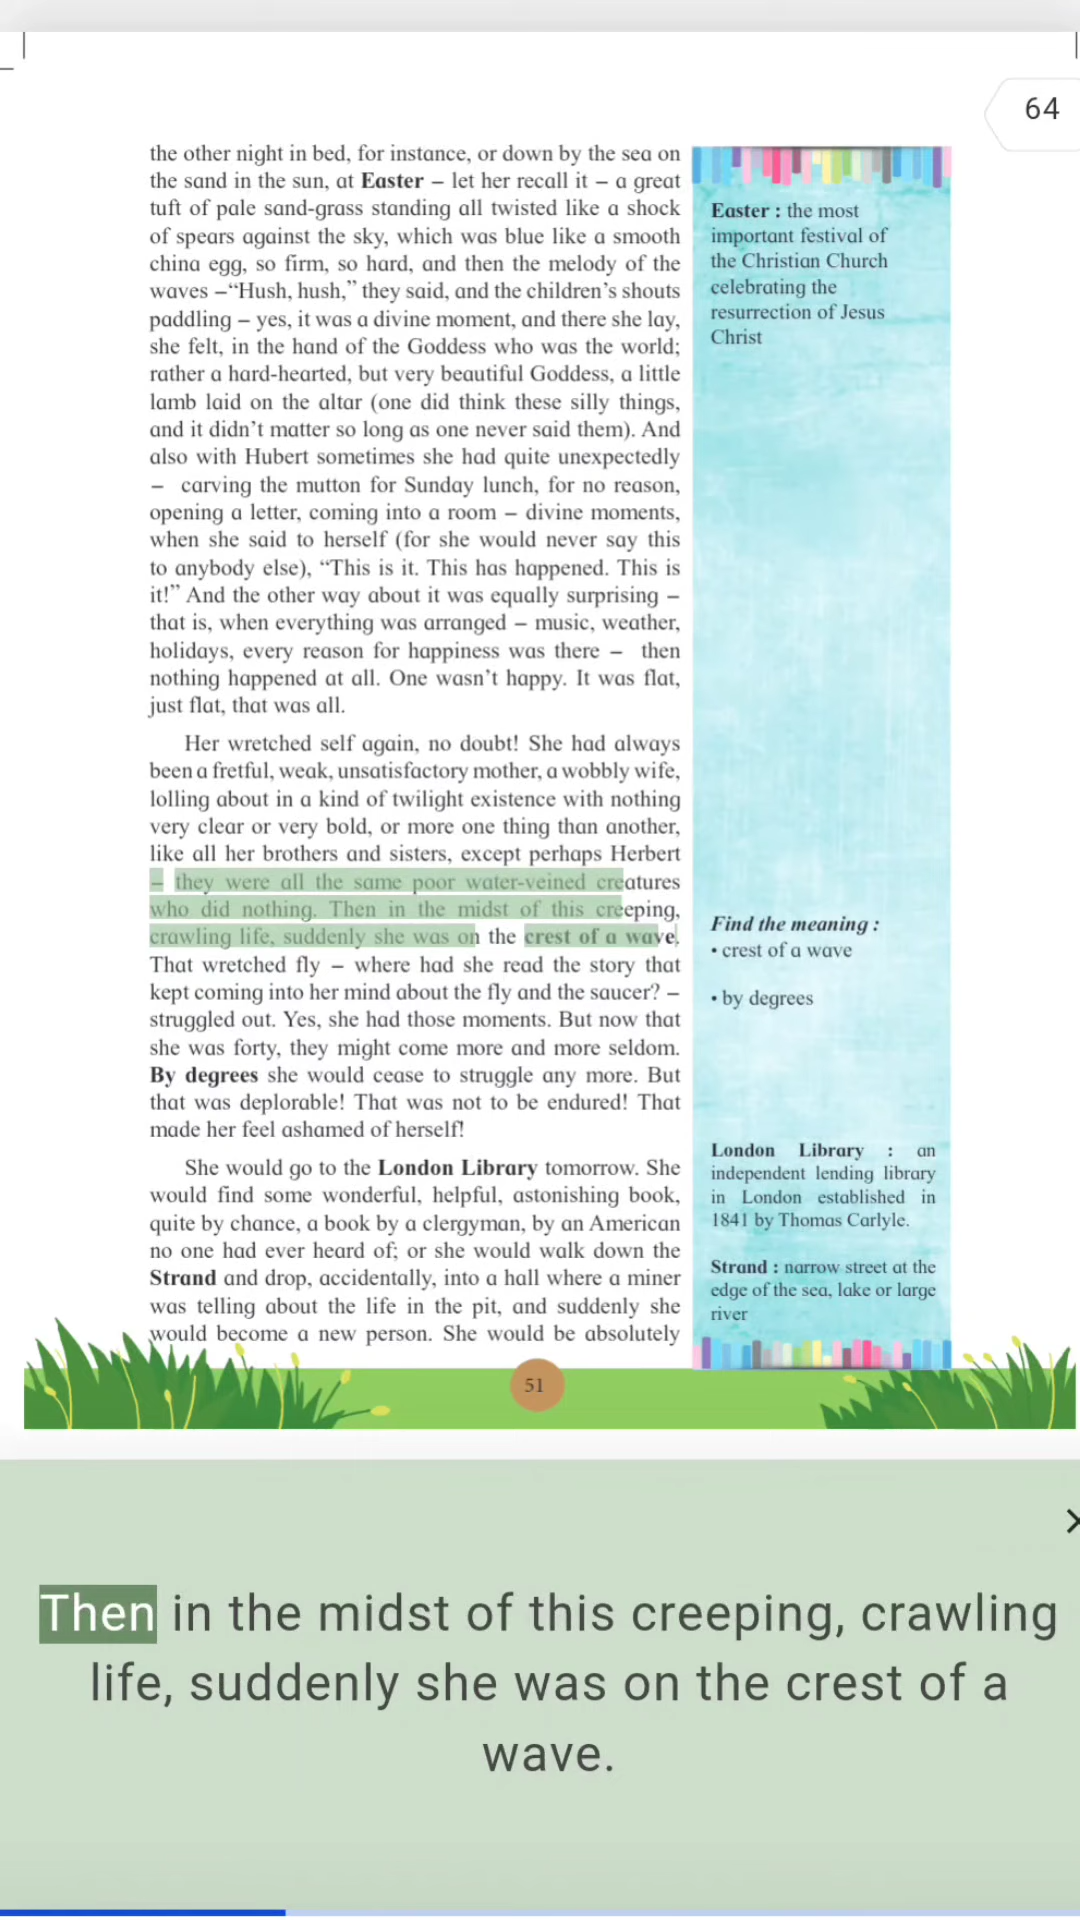 64
the other night in bed, for instance, or down by the sea on
the sand in the sun, at Easter – let her recall it – a great
tuft of pale sand-grass standing all twisted like a shock
of spears against the sky, which was blue like a smooth
china egg, so firm, so hard, and then the melody of the
waves –“Hush, hush,” they said, and the children’s shouts
paddling – yes, it was a divine moment, and there she lay,
she felt, in the hand of the Goddess who was the world;
rather a hard-hearted, but very beautiful Goddess, a little
lamb laid on the altar (one did think these silly things,
and it didn’t matter so long as one never said them). And
also with Hubert sometimes she had quite unexpectedly
– carving the mutton for Sunday lunch, for no reason,
opening a letter, coming into a room – divine moments,
when she said to herself (for she would never say this
to anybody else), “This is it. This has happened. This is
it!” And the other way about it was equally surprising –
that is, when everything was arranged – music, weather,
holidays, every reason for happiness was there – then
nothing happened at all. One wasn’t happy. It was flat,
just flat, that was all.
Her wretched self again, no doubt! She had always
been a fretful, weak, unsatisfactory mother, a wobbly wife,
lolling about in a kind of twilight existence with nothing
very clear or very bold, or more one thing than another,
like all her brothers and sisters, except perhaps Herbert
– they were all the same poor water-veined creatures
who did nothing. Then in the midst of this creeping,
crawling life, suddenly she was on the crest of a wave.
That wretched fly – where had she read the story that
kept coming into her mind about the fly and the saucer? –
struggled out. Yes, she had those moments. But now that
she was forty, they might come more and more seldom.
By degrees she would cease to struggle any more. But
that was deplorable! That was not to be endured! That
made her feel ashamed of herself!
She would go to the London Library tomorrow. She
would find some wonderful, helpful, astonishing book,
quite by chance, a book by a clergyman, by an American
no one had ever heard of; or she would walk down the
Strand and drop, accidentally, into a hall where a miner
was telling about the life in the pit, and suddenly she
would become a new person. She would be absolutely
Easter : the most
important festival of
the Christian Church
celebrating the
resurrection of Jesus
Christ
Find the meaning :
• crest of a wave
• by degrees
London Library : an
independent lending library
in London established in
1841 by Thomas Carlyle.
Strand : narrow street at the
edge of the sea, lake or large
river
51
Then in the midst of this creeping, crawling
life, suddenly she was on the crest of a
wave.